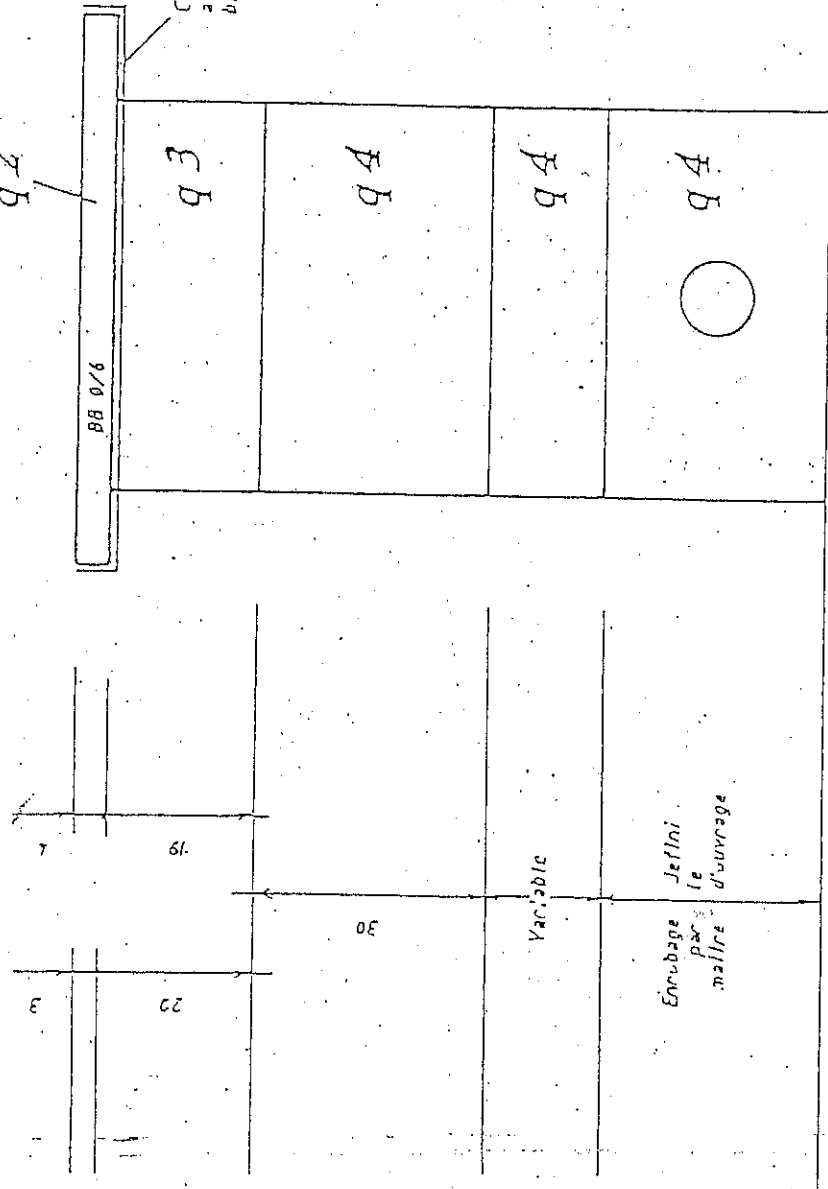 q 2
BB 0/6
q 3
q 4
q 4
q 4
19
3
22
30
Variable
Enrobage défini
par le
maître d'ouvrage